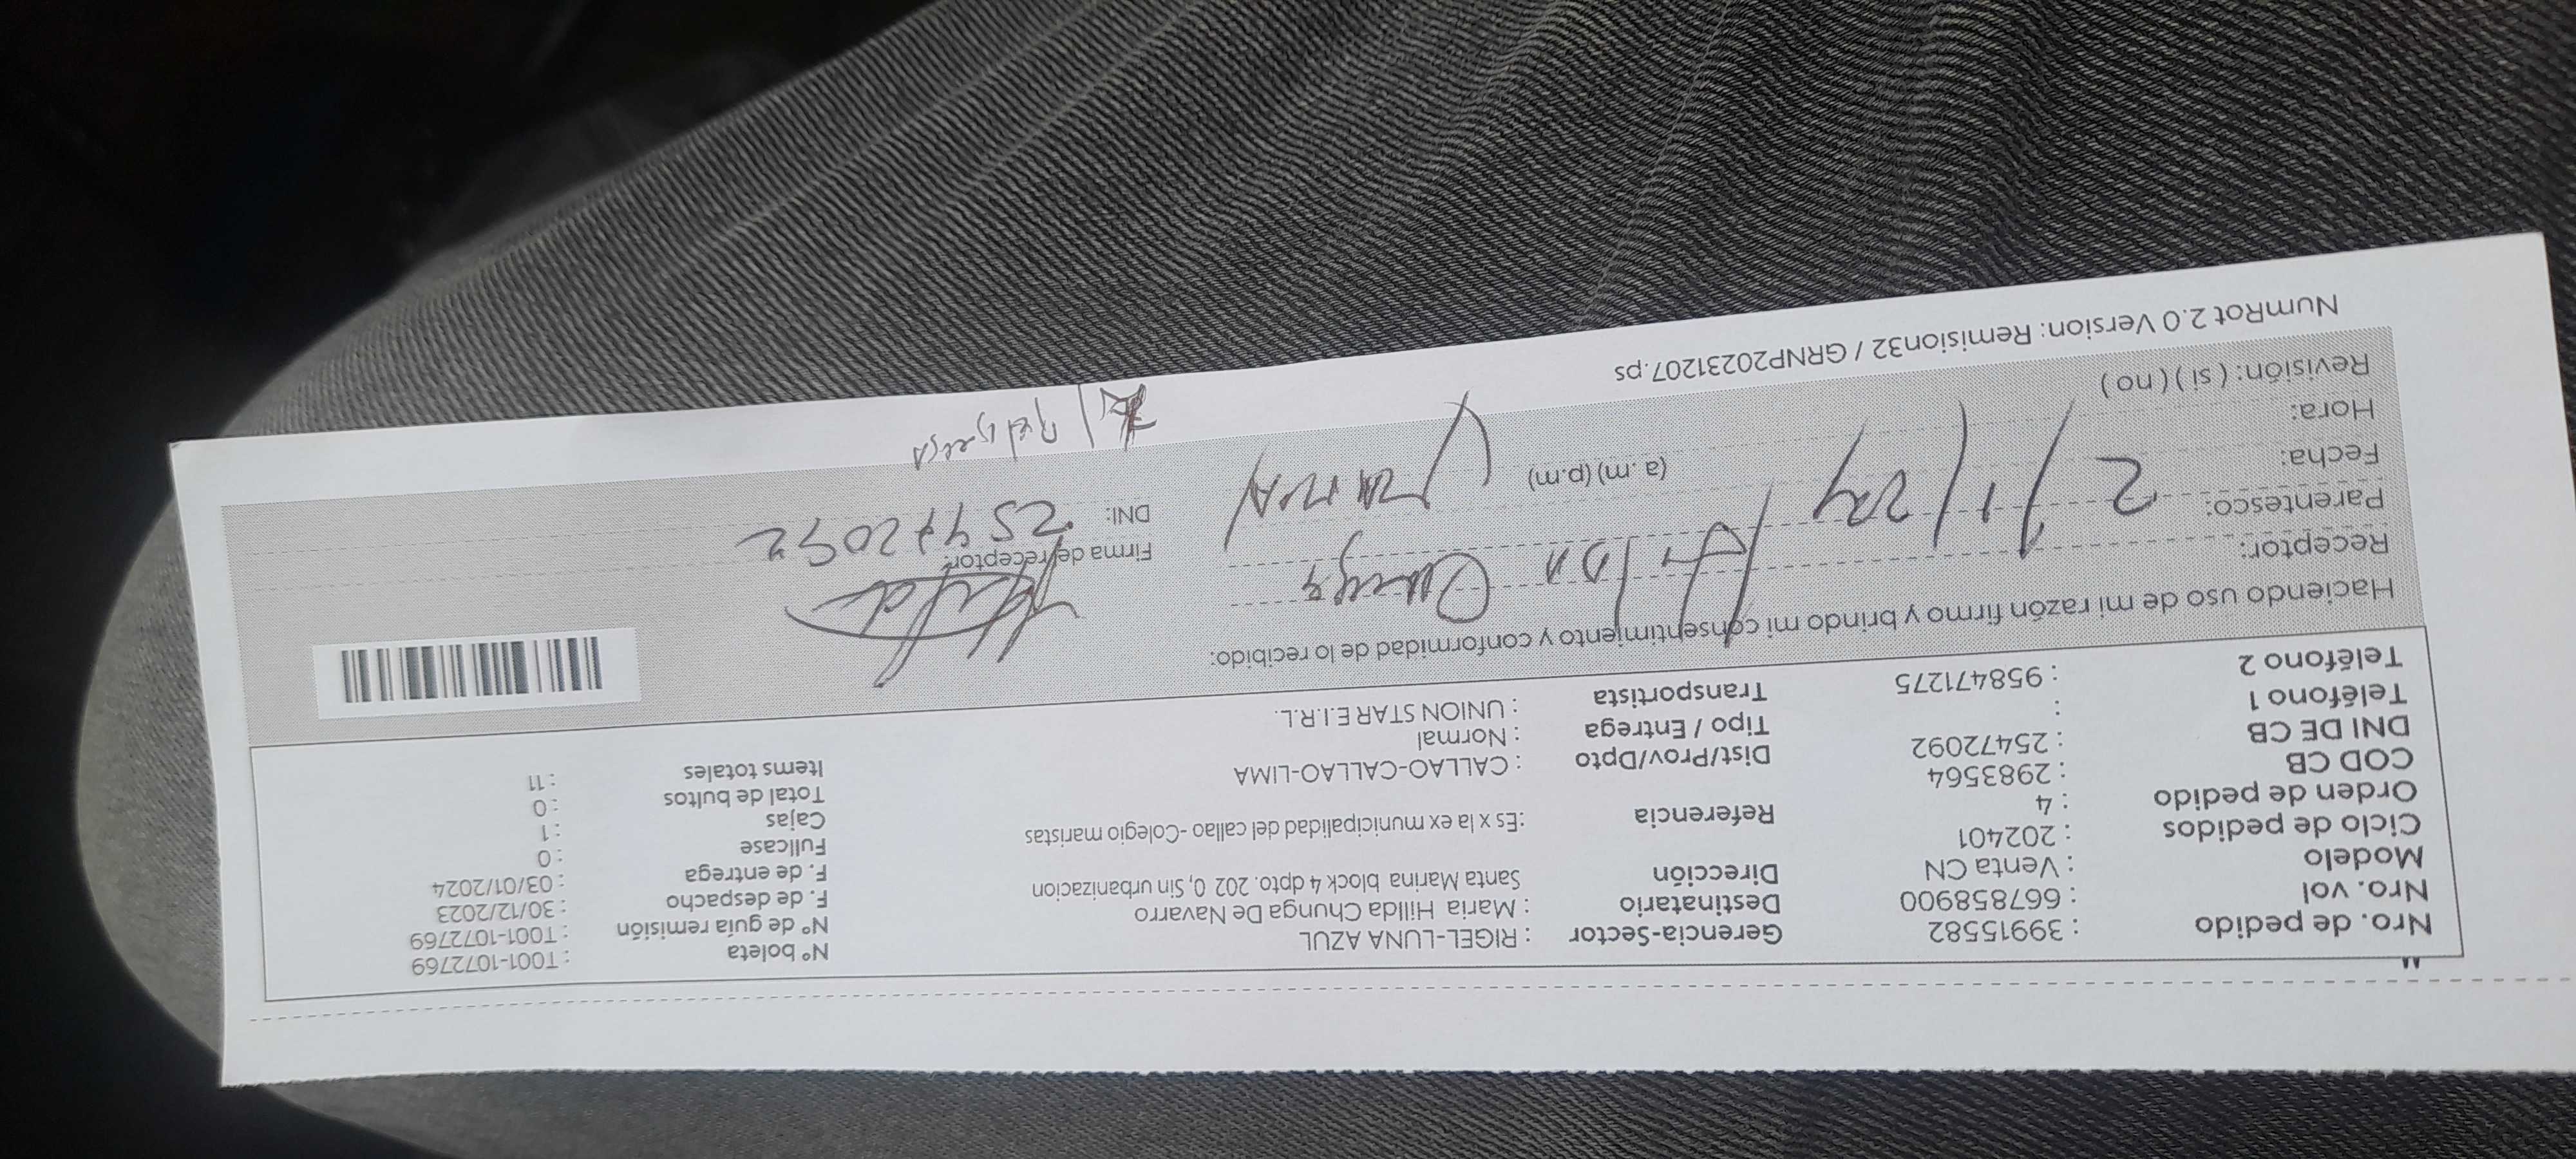 Nro. de pedido : 39915582 Gerencia-Sector : RIGEL-LUNA AZUL Nº boleta : T001-1072769
Nro. vol : 667858900 Destinatario : Maria Hillda Chunga De Navarro Nº de guía remisión : T001-1072769
Modelo : Venta CN Dirección Santa Marina block 4 dpto. 202 0, Sin urbanizacion F. de despacho : 30/12/2023
Ciclo de pedidos : 202401 F. de entrega : 03/01/2024
Orden de pedido : 4 Referencia :Es x la ex municipalidad del callao -Colegio maristas Fullcase : 0
COD CB : 2983564 Cajas : 1
DNI DE CB : 25472092 Dist/Prov/Dpto : CALLAO-CALLAO-LIMA Total de bultos : 0
Teléfono 1 : Tipo / Entrega : Normal Items totales : 11
Teléfono 2 : 958471275 Transportista : UNION STAR E.I.R.L.
Haciendo uso de mi razón firmo y brindo mi consentimiento y conformidad de lo recibido:
Receptor: Hilda Chunga
Parentesco: Firma de receptor:
Fecha: 2/1/24 DNI: 25472092
Hora: (a. m) (p.m)
Revisión: ( si ) ( no )
NumRot 2.0 Version: Remision32 / GRNP20231207.ps